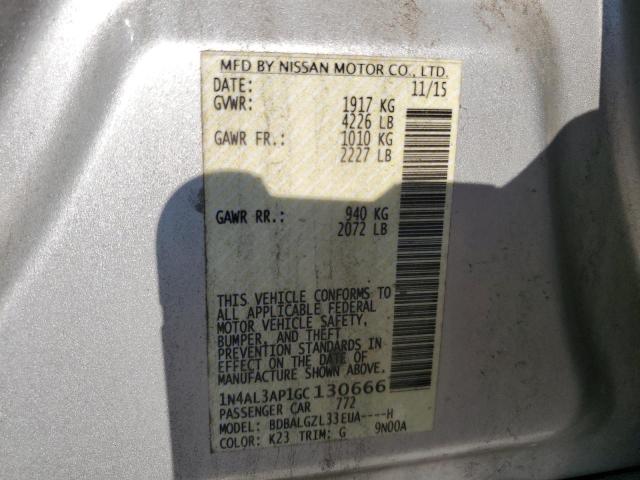 MFD BY NISSAN MOTOR CO., LTD.
DATE: 11/15
GVWR: 1917 KG
4226 LB
GAWR FR.: 1010 KG
2227 LB
GAWR RR.: 940 KG
2072 LB
THIS VEHICLE CONFORMS TO
ALL APPLICABLE FEDERAL
MOTOR VEHICLE SAFETY,
BUMPER, AND THEFT
PREVENTION STANDARDS IN
EFFECT ON THE DATE OF
MANUFACTURE SHOWN ABOVE.
1N4AL3AP1GC 130666
PASSENGER CAR 772
MODEL: BDBALGZL33EUA----H
COLOR: K23 TRIM: G 9N00A